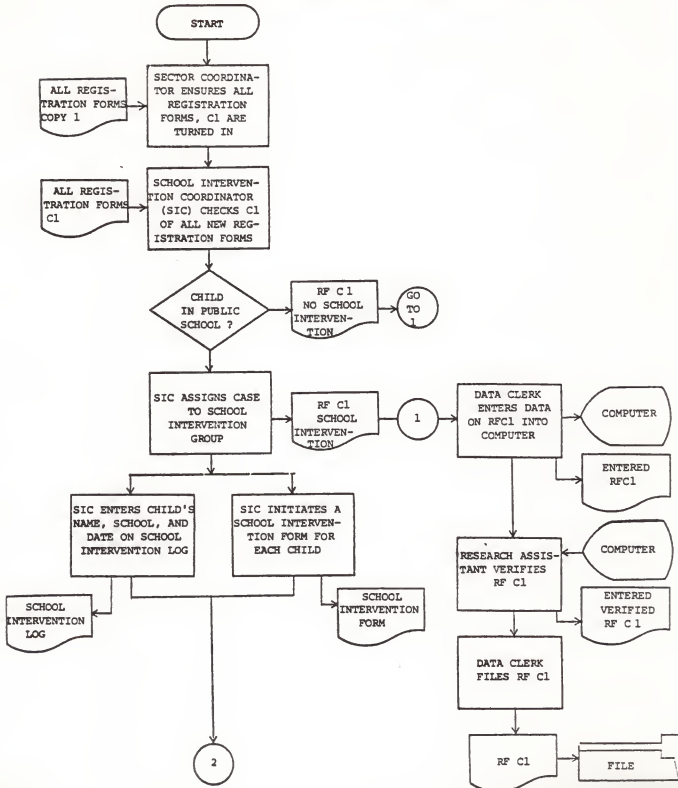 START
ALL REGIS-
TRATION FORMS
COPY 1
SECTOR COORDINA-
TOR ENSURES ALL
REGISTRATION
FORMS, C1 ARE
TURNED IN
ALL REGIS-
TRATION FORMS
C1
SCHOOL INTERVEN-
TION COORDINATOR
(SIC) CHECKS C1
OF ALL NEW REG-
ISTRATION FORMS
CHILD
IN PUBLIC
SCHOOL ?
RF C 1
NO SCHOOL
INTERVEN-
TION
GO
TO
1
SIC ASSIGNS CASE
TO SCHOOL
INTERVENTION
GROUP
RF C1
SCHOOL
INTERVEN-
TION
1
DATA CLERK
ENTERS DATA
ON RFC1 INTO
COMPUTER
COMPUTER
ENTERED
RFC1
SIC ENTERS CHILD'S
NAME, SCHOOL, AND
DATE ON SCHOOL
INTERVENTION LOG
SIC INITIATES A
SCHOOL INTERVEN-
TION FORM FOR
EACH CHILD
RESEARCH ASSIS-
TANT VERIFIES
RF C1
COMPUTER
ENTERED
VERIFIED
RF C 1
SCHOOL
INTERVENTION
LOG
SCHOOL
INTERVENTION
FORM
DATA CLERK
FILES RF C1
2
RF C1
FILE